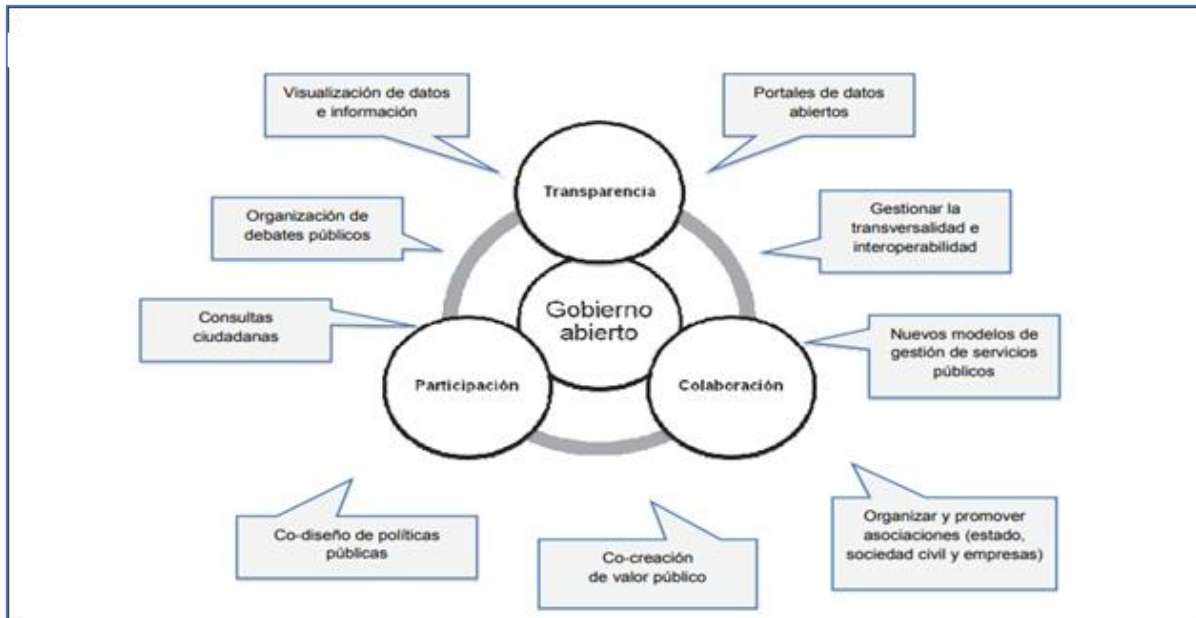 Visualización de datos
e información
Portales de datos
abiertos
Transparencia
Organización de
debates públicos
Gestionar la
transversalidad e
interoperabilidad
Gobierno
abierto
Consultas
ciudadanas
Nuevos modelos de
gestión de servicios
públicos
Participación
Colaboración
Co-diseño de políticas
públicas
Co-creación
de valor público
Organizar y promover
asociaciones (estado,
sociedad civil y empresas)